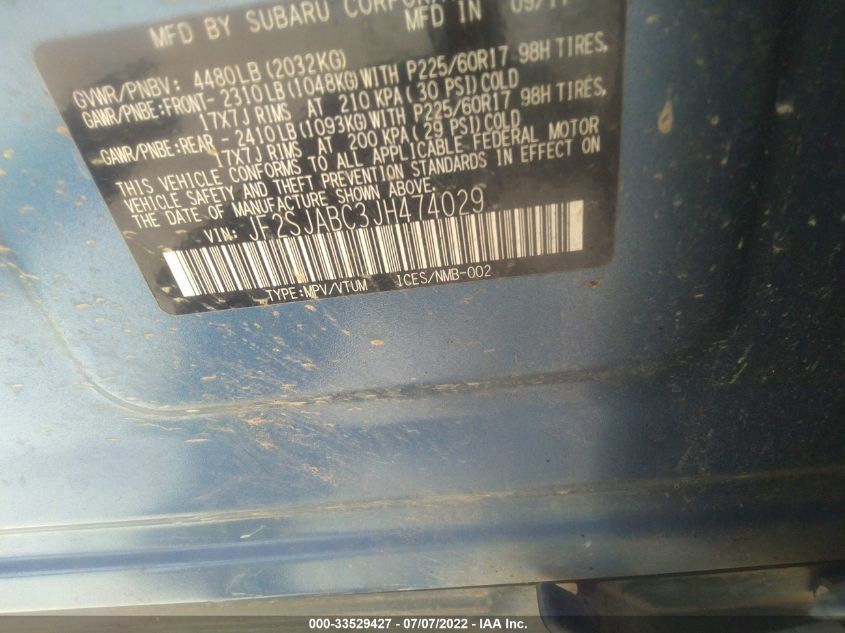 MFD BY SUBARU CORPORATION
MFD IN 09/17
GVWR/PNBV: 4480LB (2032KG)
GAWR/PNBE:FRONT- 2310LB(1048KG)WITH P225/60R17 98H TIRES,
17X7J RIMS AT 210 KPA(30 PSI)COLD
GAWR/PNBE:REAR - 2410LB(1093KG)WITH P225/60R17 98H TIRES,
17X7J RIMS AT 200 KPA(29 PSI)COLD
THIS VEHICLE CONFORMS TO ALL APPLICABLE FEDERAL MOTOR
VEHICLE SAFETY AND THEFT PREVENTION STANDARDS IN EFFECT ON
THE DATE OF MANUFACTURE SHOWN ABOVE.
VIN: JF2SJABC3JH474029
TYPE:MPV/VTUM ICES/NMB-002
000-33529427 - 07/07/2022 - IAA Inc.